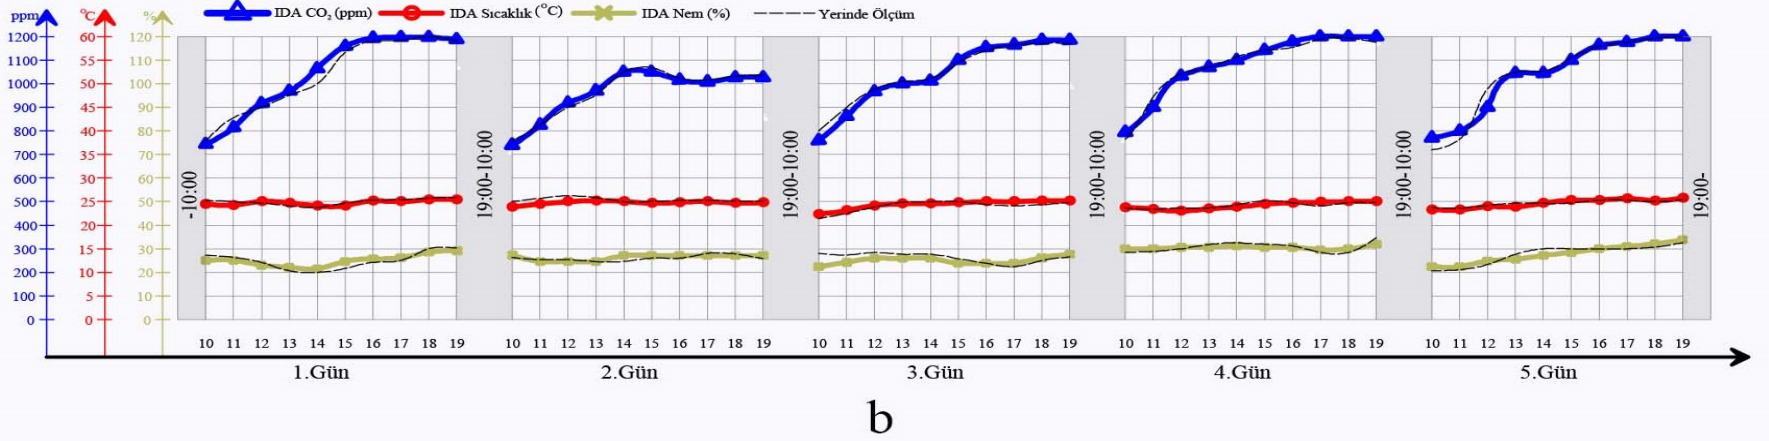 ppm °C % IDA CO₂ (ppm) IDA Sıcaklık (°C) IDA Nem (%) Yerinde Ölçüm
1200 60 120
1100 55 110
1000 50 100
900 45 90
800 40 80
700 35 70
600 30 60
500 25 50
400 20 40
300 15 30
200 10 20
100 5 10
0 0 0
-10:00 19:00-10:00 19:00-10:00 19:00-10:00 19:00-10:00 19:00-
10 11 12 13 14 15 16 17 18 19 10 11 12 13 14 15 16 17 18 19 10 11 12 13 14 15 16 17 18 19 10 11 12 13 14 15 16 17 18 19 10 11 12 13 14 15 16 17 18 19
1.Gün 2.Gün 3.Gün 4.Gün 5.Gün
b